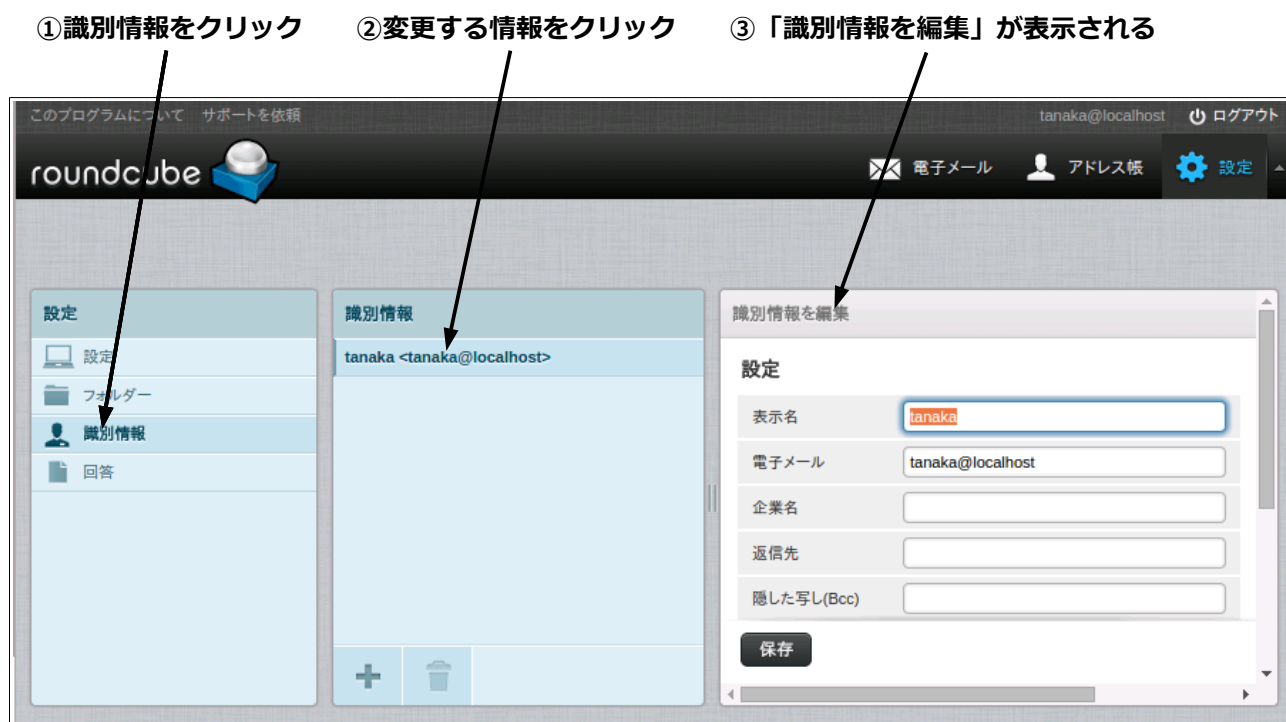 ①識別情報をクリック ②変更する情報をクリック ③「識別情報を編集」が表示される
このプログラムについて サポートを依頼 tanaka@localhost ログアウト
roundcube 電子メール アドレス帳 設定
設定
設定
フォルダー
識別情報
回答
識別情報
tanaka <tanaka@localhost>
識別情報を編集
設定
表示名 tanaka
電子メール tanaka@localhost
企業名
返信先
隠した写し(Bcc)
保存